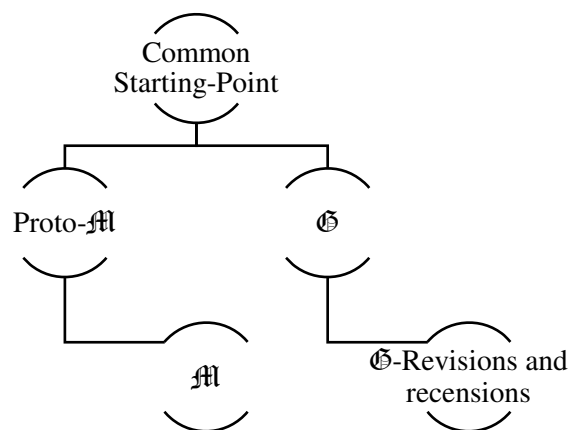 Common
Starting-Point
Proto-𝔐
𝔊
𝔐
𝔊-Revisions and
recensions